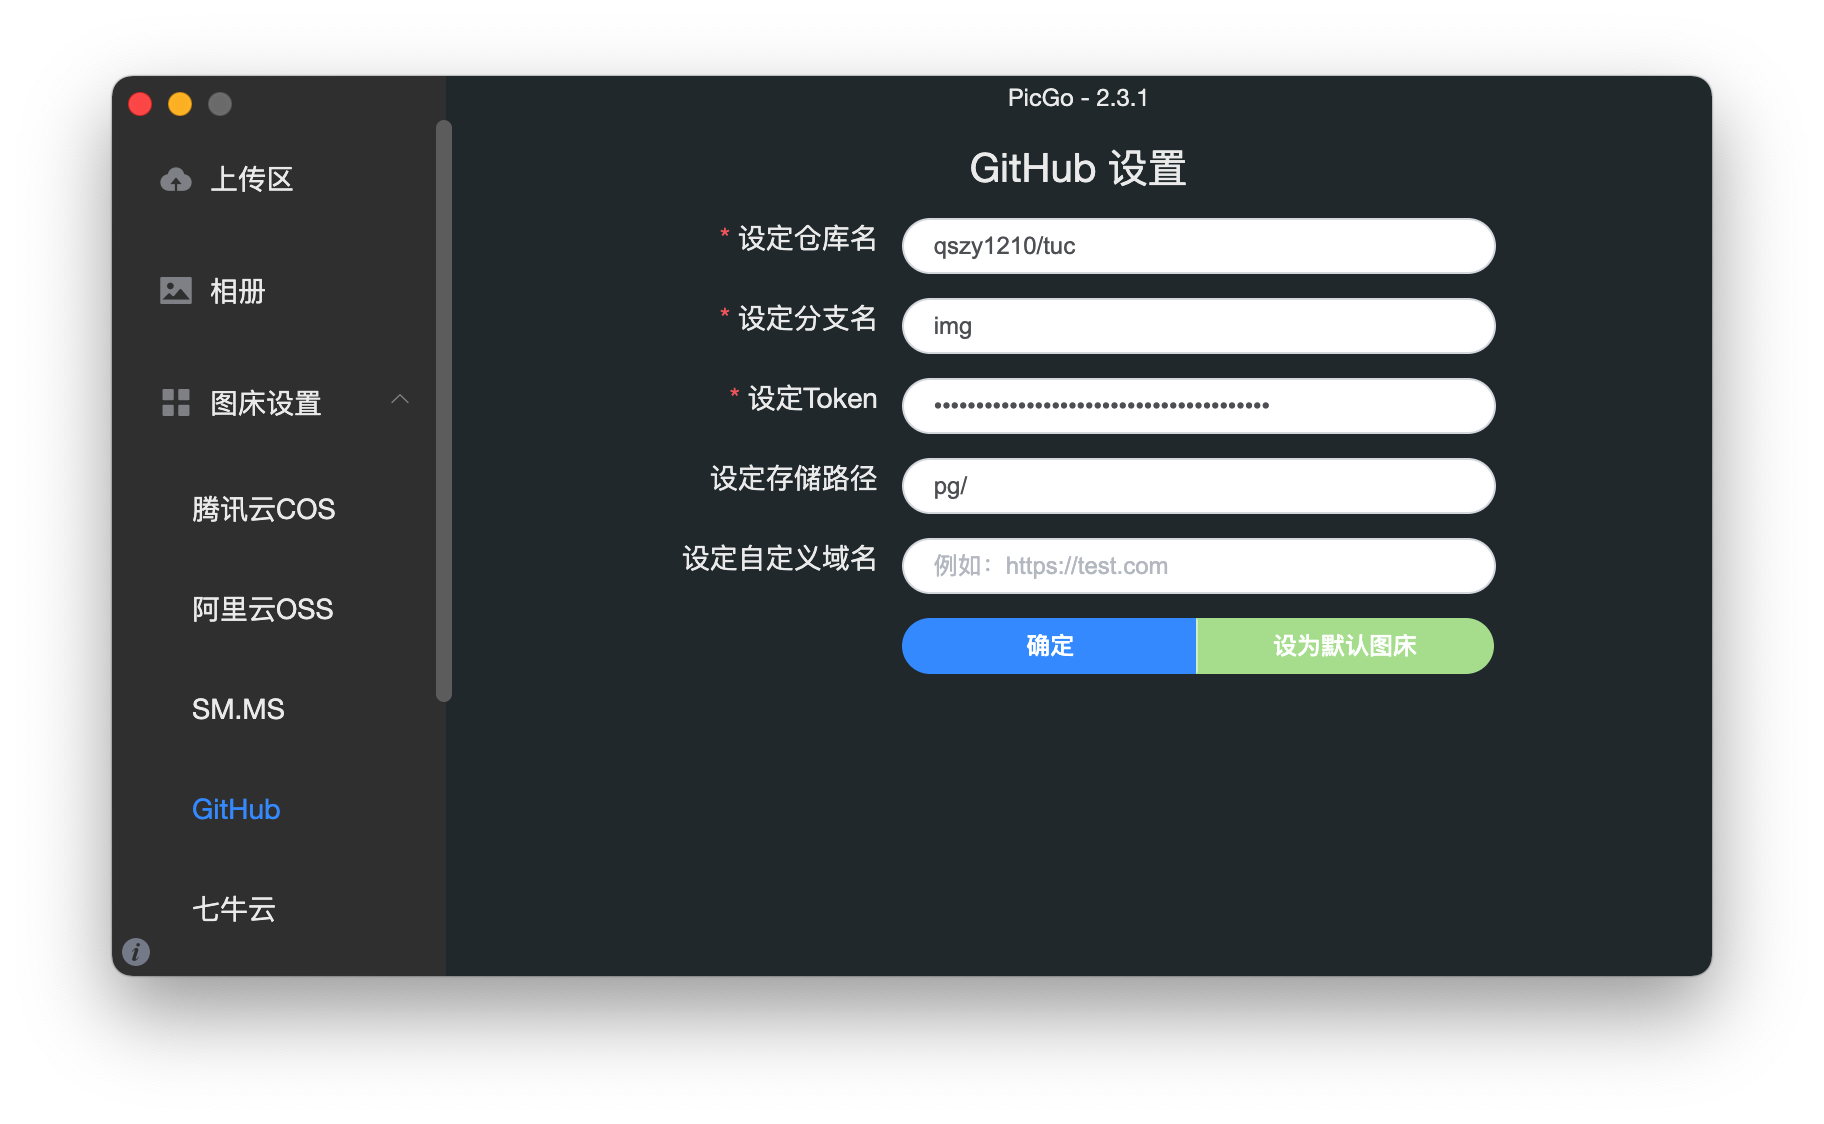 PicGo - 2.3.1
上传区
相册
图床设置
腾讯云COS
阿里云OSS
SM.MS
GitHub
七牛云
GitHub 设置
* 设定仓库名
qszy1210/tuc
* 设定分支名
img
* 设定Token
••••••••••••••••••••••••••••••••••••••••
设定存储路径
pg/
设定自定义域名
例如：https://test.com
确定
设为默认图床